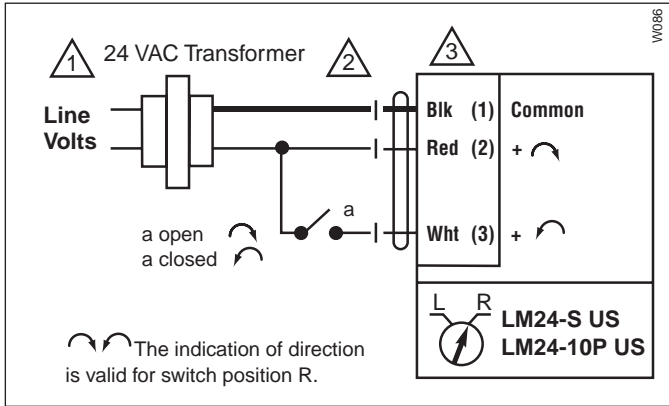 W086
1 24 VAC Transformer 2 3
Line
Volts
Blk (1) Common
Red (2) +
a
Wht (3) +
a open
a closed
L R
LM24-S US
LM24-10P US
The indication of direction
is valid for switch position R.